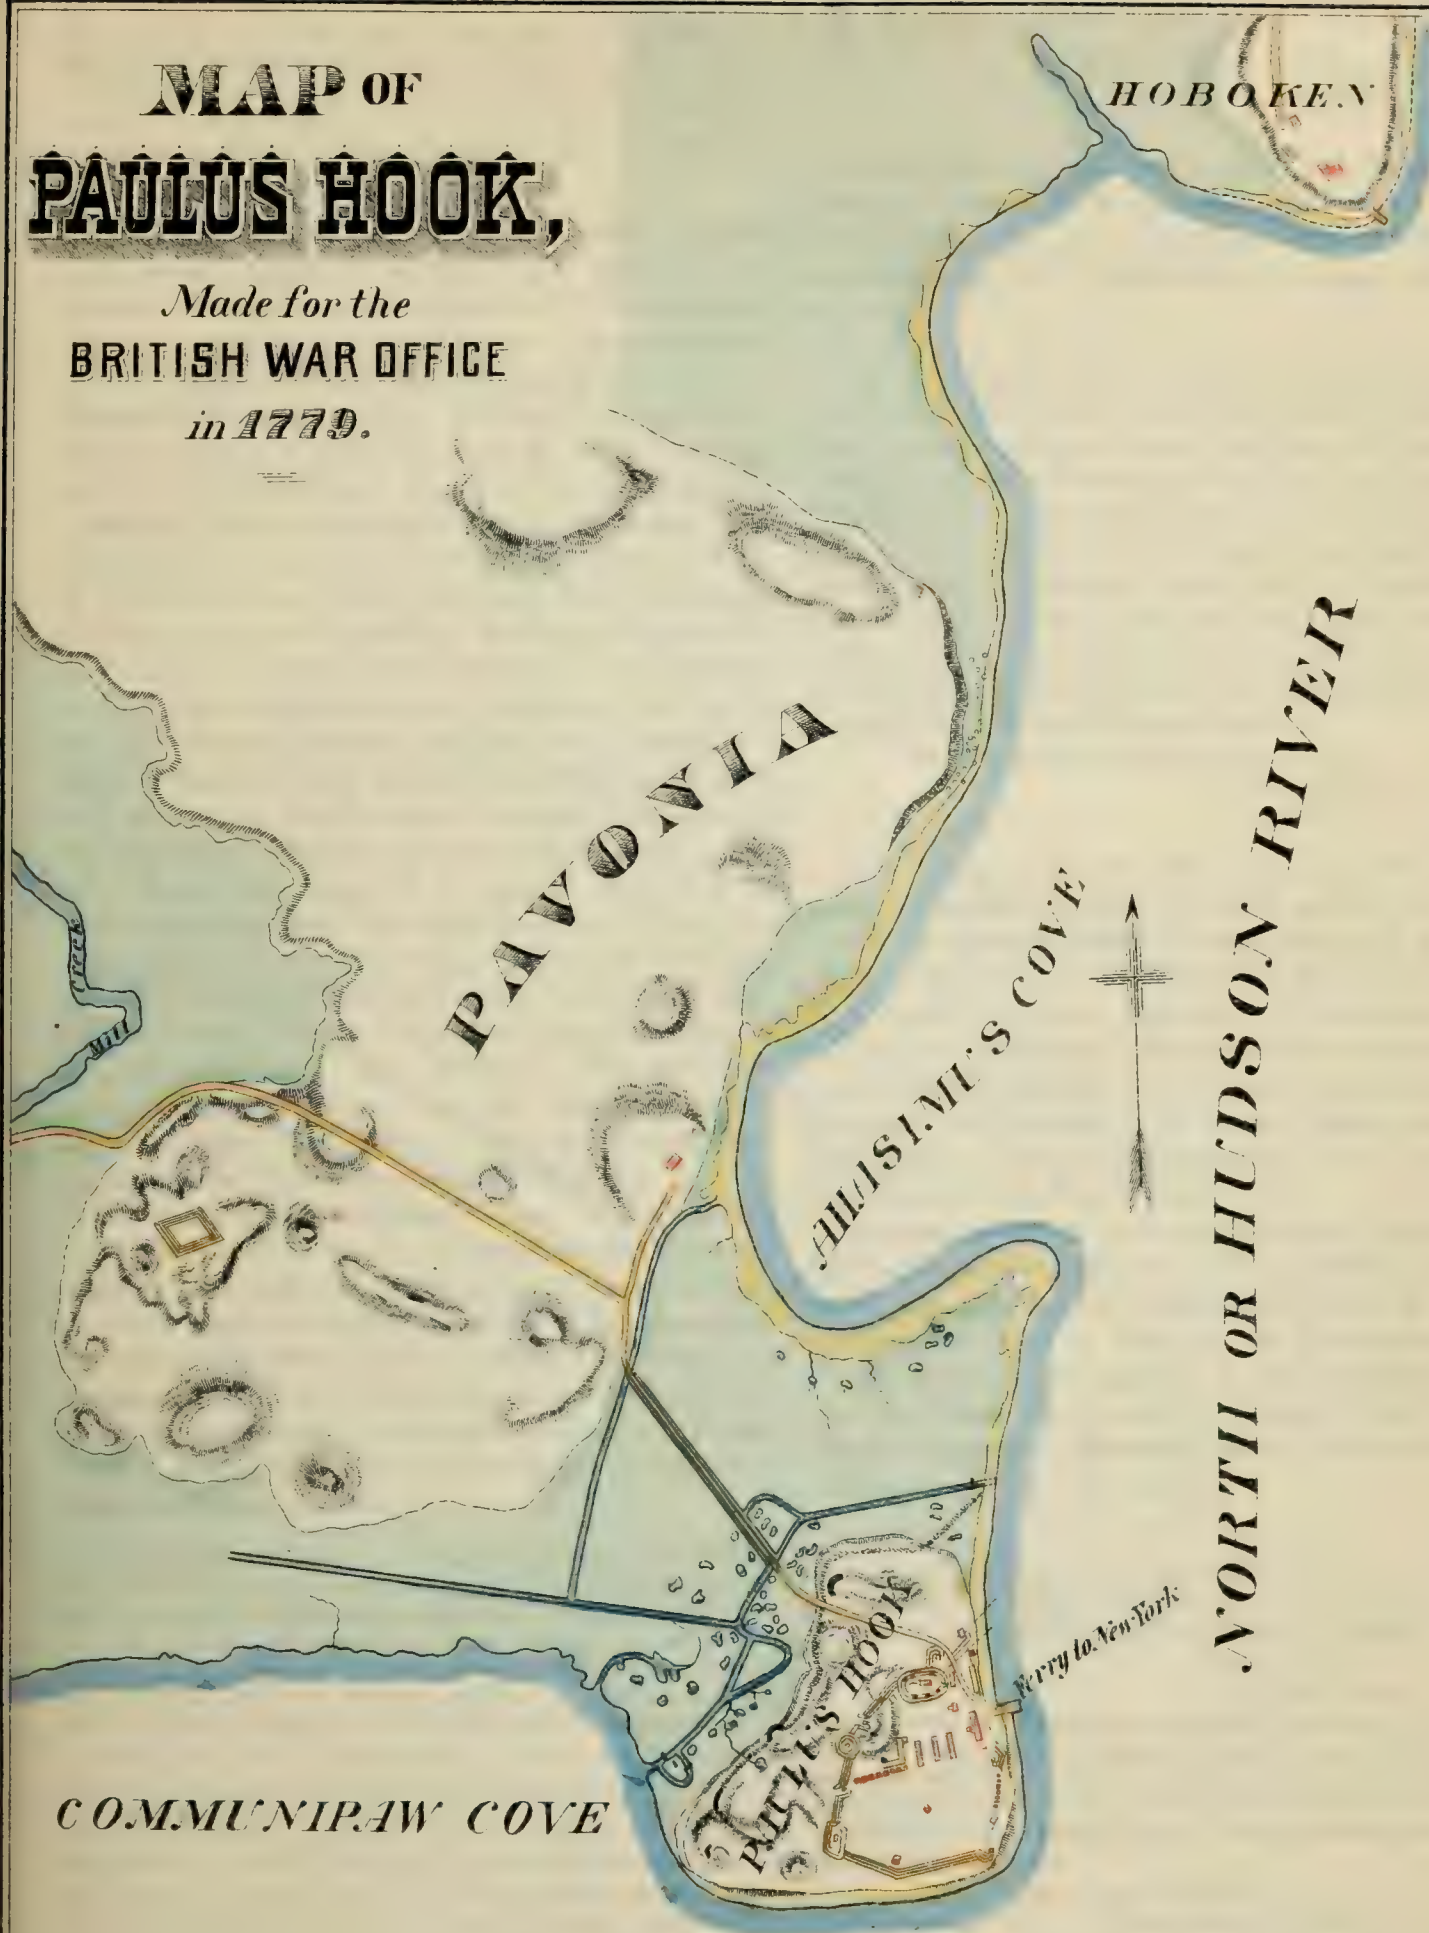 MAP OF
PAULUS HOOK,
Made for the
BRITISH WAR OFFICE
in 1779.
HOBOKEN
PAVONIA
Mill Creek
AHASIMUS COVE
NORTH OR HUDSON RIVER
PAULUS HOOK
Ferry to New York
COMMUNIPAW COVE